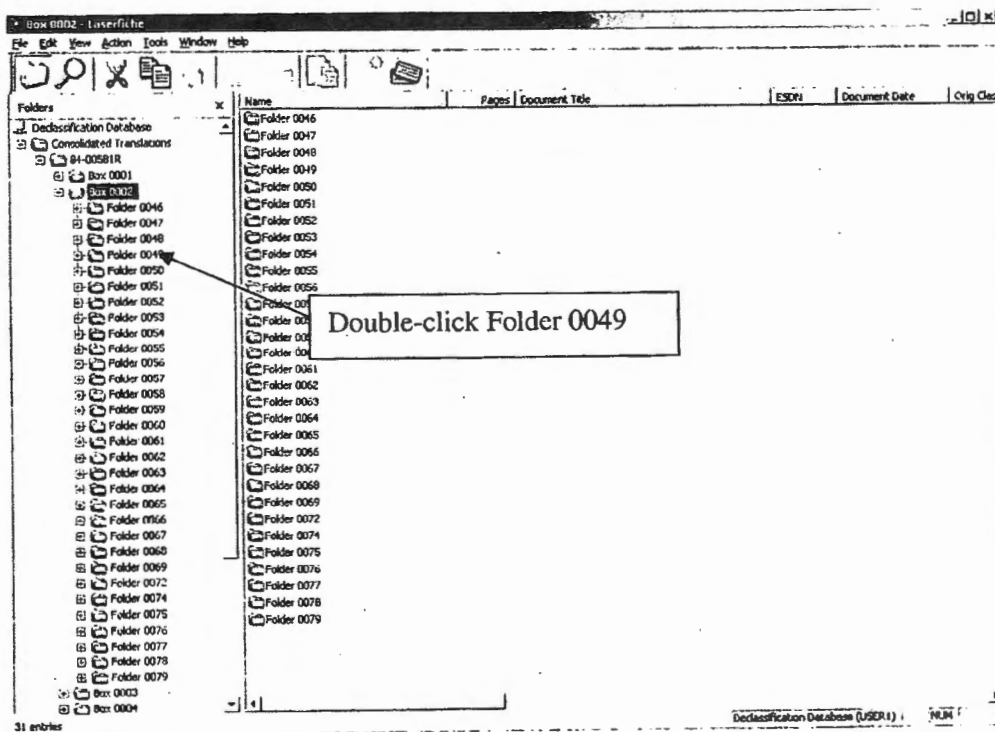 Box 0002 - Laserfiche
File Edit View Action Tools Window Help
Folders x
Name Pages Document Title ESDN Document Date Orig Clas
Declassification Database
Consolidated Translations
84-00581R
Box 0001
Box 0002
Folder 0046
Folder 0047
Folder 0048
Folder 0049
Folder 0050
Folder 0051
Folder 0052
Folder 0053
Folder 0054
Folder 0055
Folder 0056
Folder 0057
Folder 0058
Folder 0059
Folder 0060
Folder 0061
Folder 0062
Folder 0063
Folder 0064
Folder 0065
Folder 0066
Folder 0067
Folder 0068
Folder 0069
Folder 0072
Folder 0074
Folder 0075
Folder 0076
Folder 0077
Folder 0078
Folder 0079
Box 0003
Box 0004
Folder 0046
Folder 0047
Folder 0048
Folder 0049
Folder 0050
Folder 0051
Folder 0052
Folder 0053
Folder 0054
Folder 0055
Folder 0056
Folder
Folder
Folder
Folder
Folder 0061
Folder 0062
Folder 0063
Folder 0064
Folder 0065
Folder 0066
Folder 0067
Folder 0068
Folder 0069
Folder 0072
Folder 0074
Folder 0075
Folder 0076
Folder 0077
Folder 0078
Folder 0079
Double-click Folder 0049
31 entries
Declassification Database (USER1) NUM